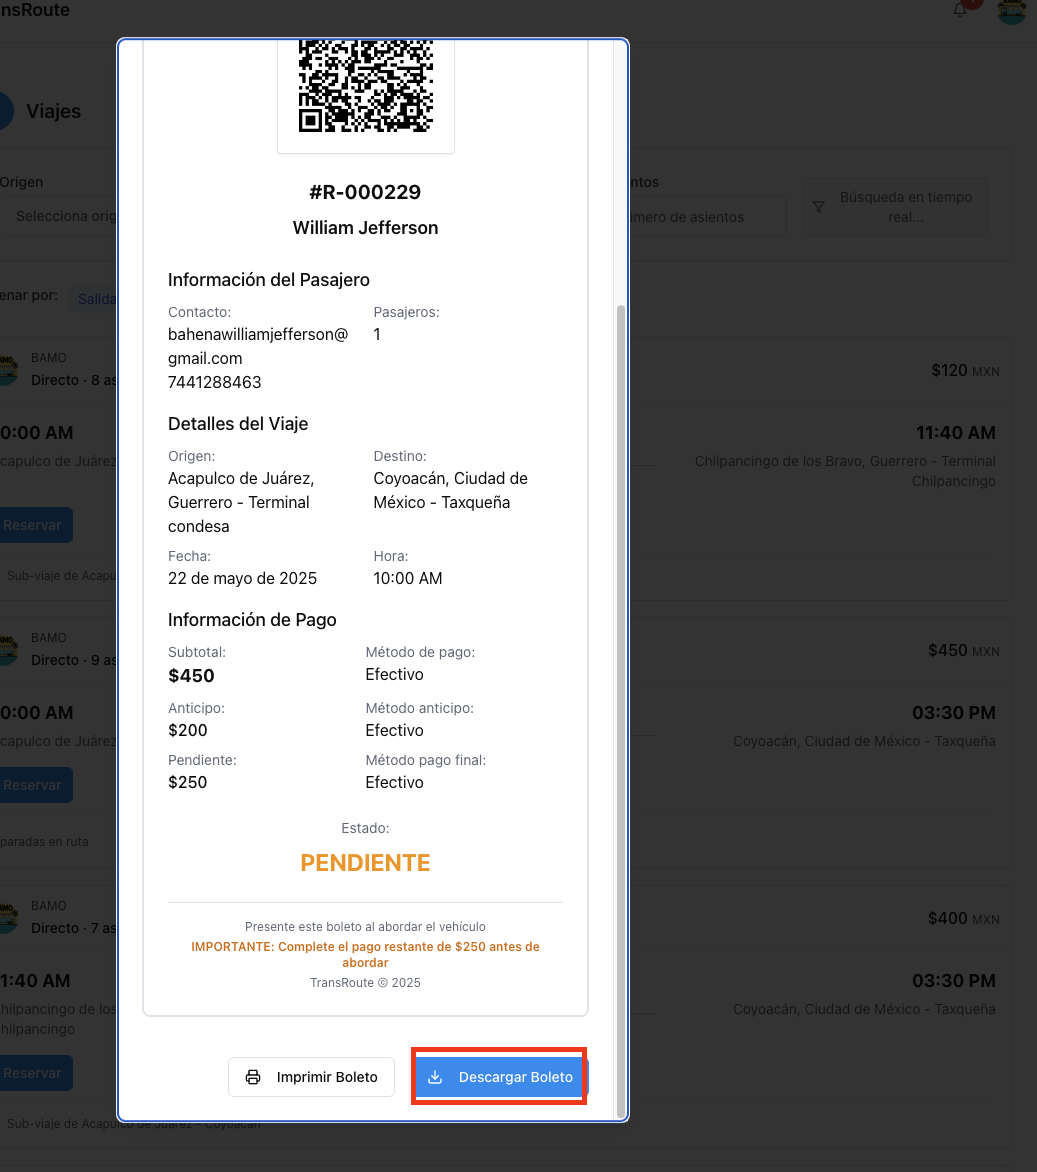 nsRoute
Viajes
Origen
Selecciona orig
ntos
úmero de asientos
Búsqueda en tiempo
real...
enar por:
Salida
#R-000229
William Jefferson
Información del Pasajero
Contacto:
Pasajeros:
bahenawilliamjefferson@
gmail.com
1
7441288463
Detalles del Viaje
Origen:
Destino:
Acapulco de Juárez,
Guerrero - Terminal
condesa
Coyoacán, Ciudad de
México - Taxqueña
Fecha:
Hora:
22 de mayo de 2025
10:00 AM
Información de Pago
Subtotal:
Método de pago:
$450
Efectivo
Anticipo:
Método anticipo:
$200
Efectivo
Pendiente:
Método pago final:
$250
Efectivo
Estado:
PENDIENTE
Presente este boleto al abordar el vehículo
IMPORTANTE: Complete el pago restante de $250 antes de
abordar
TransRoute © 2025
Imprimir Boleto
Descargar Boleto
BAMO
Directo · 8 as
$120 MXN
0:00 AM
11:40 AM
capulco de Juárez
Chilpancingo de los Bravo, Guerrero - Terminal
Chilpancingo
Reservar
Sub-viaje de Acapu
BAMO
Directo · 9 as
$450 MXN
0:00 AM
03:30 PM
capulco de Juárez
Coyoacán, Ciudad de México - Taxqueña
Reservar
paradas en ruta
BAMO
Directo · 7 as
$400 MXN
1:40 AM
03:30 PM
hilpancingo de los
hilpancingo
Coyoacán, Ciudad de México - Taxqueña
Reservar
Sub-viaje de Acapulco de Juárez - Coyoacán